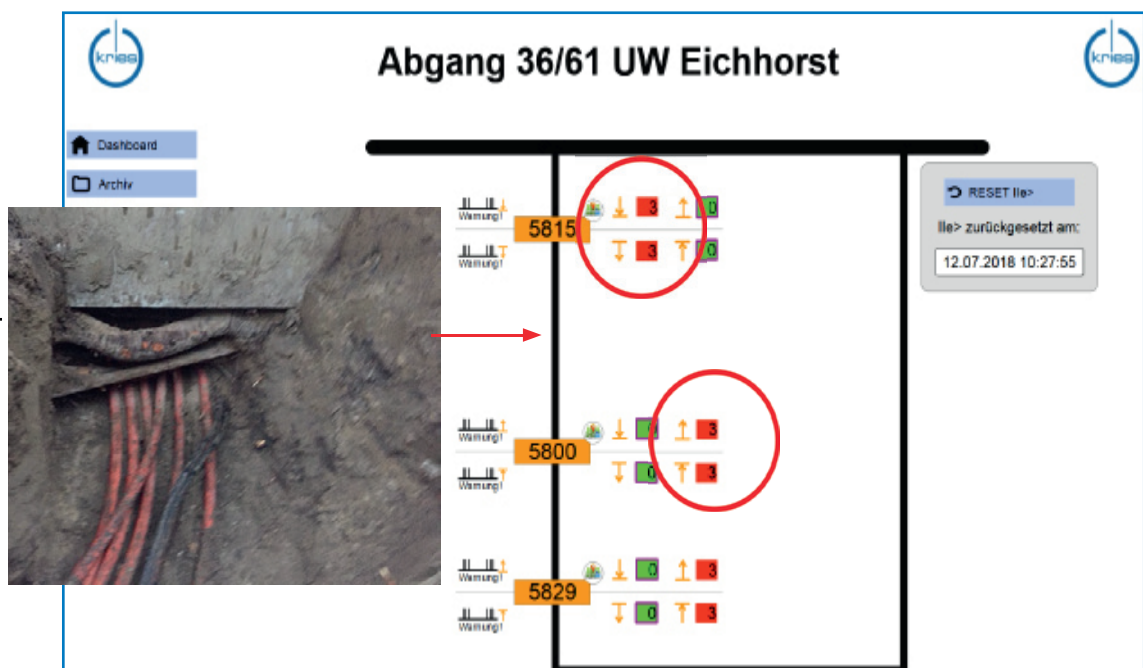 kries
Abgang 36/61 UW Eichhorst
kries
Dashboard
Archiv
RESET IIe>
IIe> zurückgesetzt am:
12.07.2018 10:27:55
Warnung!
3
0
5815
Warnung!
3
0
Warnung!
0
3
5800
Warnung!
0
3
Warnung!
0
3
5829
Warnung!
0
3